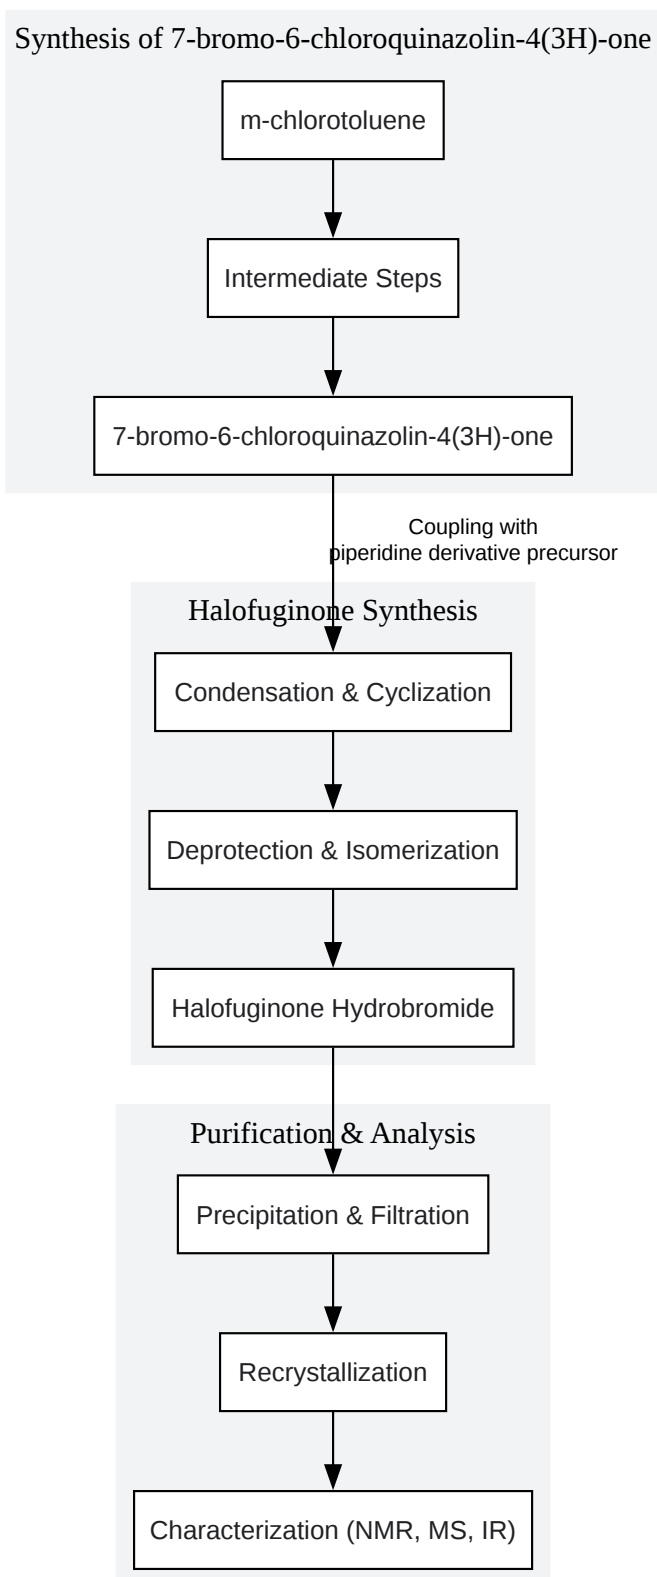 Synthesis of 7-bromo-6-chloroquinazolin-4(3H)-one
m-chlorotoluene
Intermediate Steps
7-bromo-6-chloroquinazolin-4(3H)-one
Coupling with
piperidine derivative precursor
Halofuginone Synthesis
Condensation & Cyclization
Deprotection & Isomerization
Halofuginone Hydrobromide
Purification & Analysis
Precipitation & Filtration
Recrystallization
Characterization (NMR, MS, IR)